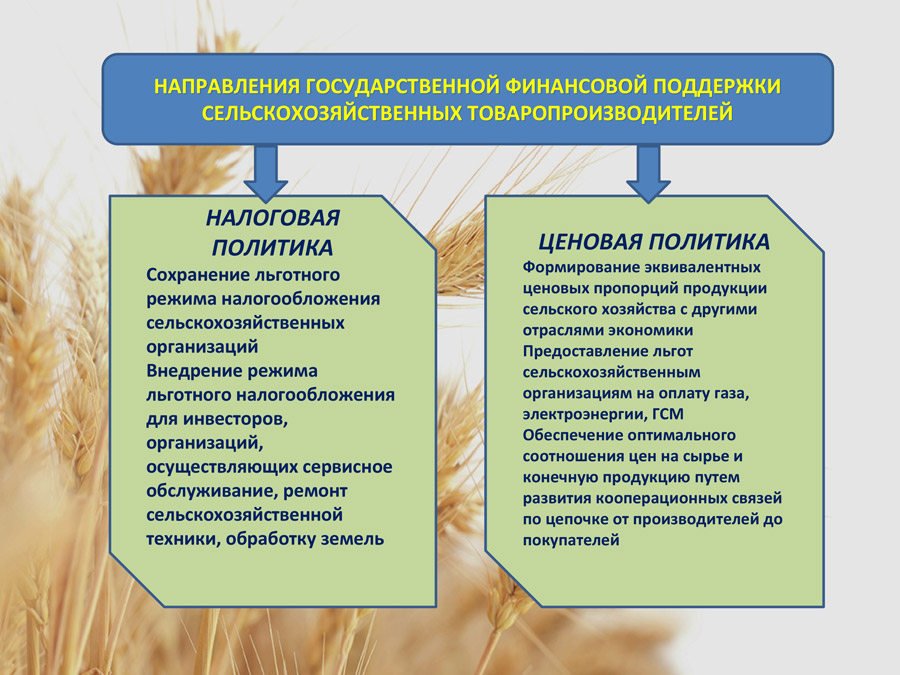 НАПРАВЛЕНИЯ ГОСУДАРСТВЕННОЙ ФИНАНСОВОЙ ПОДДЕРЖКИ
СЕЛЬСКОХОЗЯЙСТВЕННЫХ ТОВАРОПРОИЗВОДИТЕЛЕЙ
НАЛОГОВАЯ
ПОЛИТИКА
Сохранение льготного
режима налогообложения
сельскохозяйственных
организаций
Внедрение режима
льготного налогообложения
для инвесторов,
организаций,
осуществляющих сервисное
обслуживание, ремонт
сельскохозяйственной
техники, обработку земель
ЦЕНОВАЯ ПОЛИТИКА
Формирование эквивалентных
ценовых пропорций продукции
сельского хозяйства с другими
отраслями экономики
Предоставление льгот
сельскохозяйственным
организациям на оплату газа,
электроэнергии, ГСМ
Обеспечение оптимального
соотношения цен на сырье и
конечную продукцию путем
развития кооперационных связей
по цепочке от производителей до
покупателей